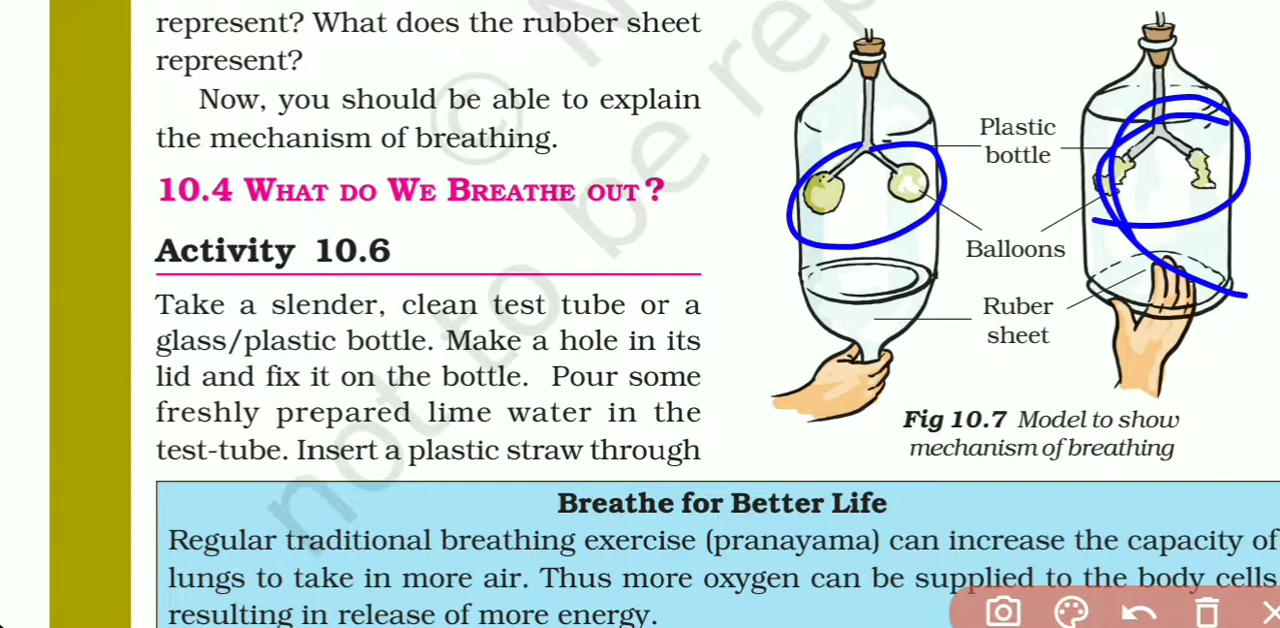 represent? What does the rubber sheet
represent?
Now, you should be able to explain
the mechanism of breathing.
10.4 WHAT DO WE BREATHE OUT?
Activity 10.6
Take a slender, clean test tube or a
glass/plastic bottle. Make a hole in its
lid and fix it on the bottle. Pour some
freshly prepared lime water in the
test-tube. Insert a plastic straw through
Plastic
bottle
Balloons
Ruber
sheet
Fig 10.7 Model to show
mechanism of breathing
Breathe for Better Life
Regular traditional breathing exercise (pranayama) can increase the capacity of
lungs to take in more air. Thus more oxygen can be supplied to the body cells
resulting in release of more energy.
© N
not to be rep